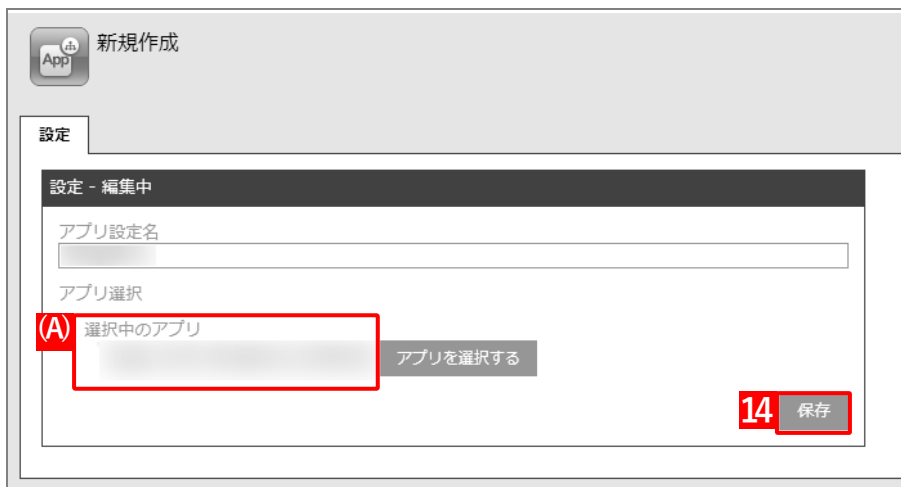 App
新規作成
設定
設定 - 編集中
アプリ設定名
アプリ選択
(A)
選択中のアプリ
アプリを選択する
14
保存